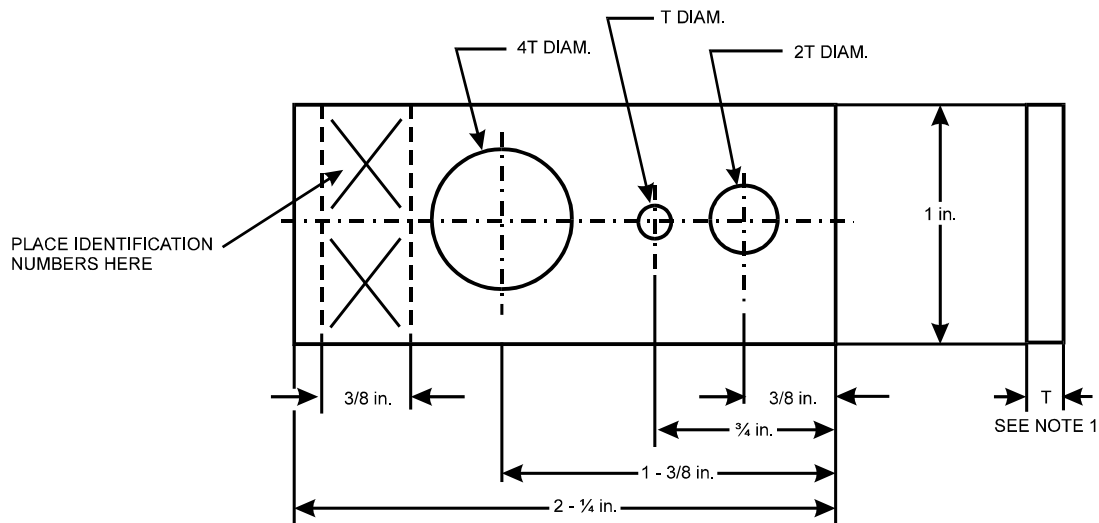 4T DIAM.
T DIAM.
2T DIAM.
PLACE IDENTIFICATION
NUMBERS HERE
1 in.
3/8 in.
3/8 in.
T
SEE NOTE 1
¾ in.
1 - 3/8 in.
2 - ¼ in.